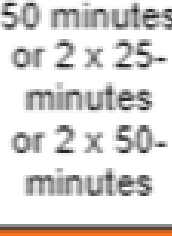 50 minutes
or 2 x 25-
minutes
or 2 x 50-
minutes